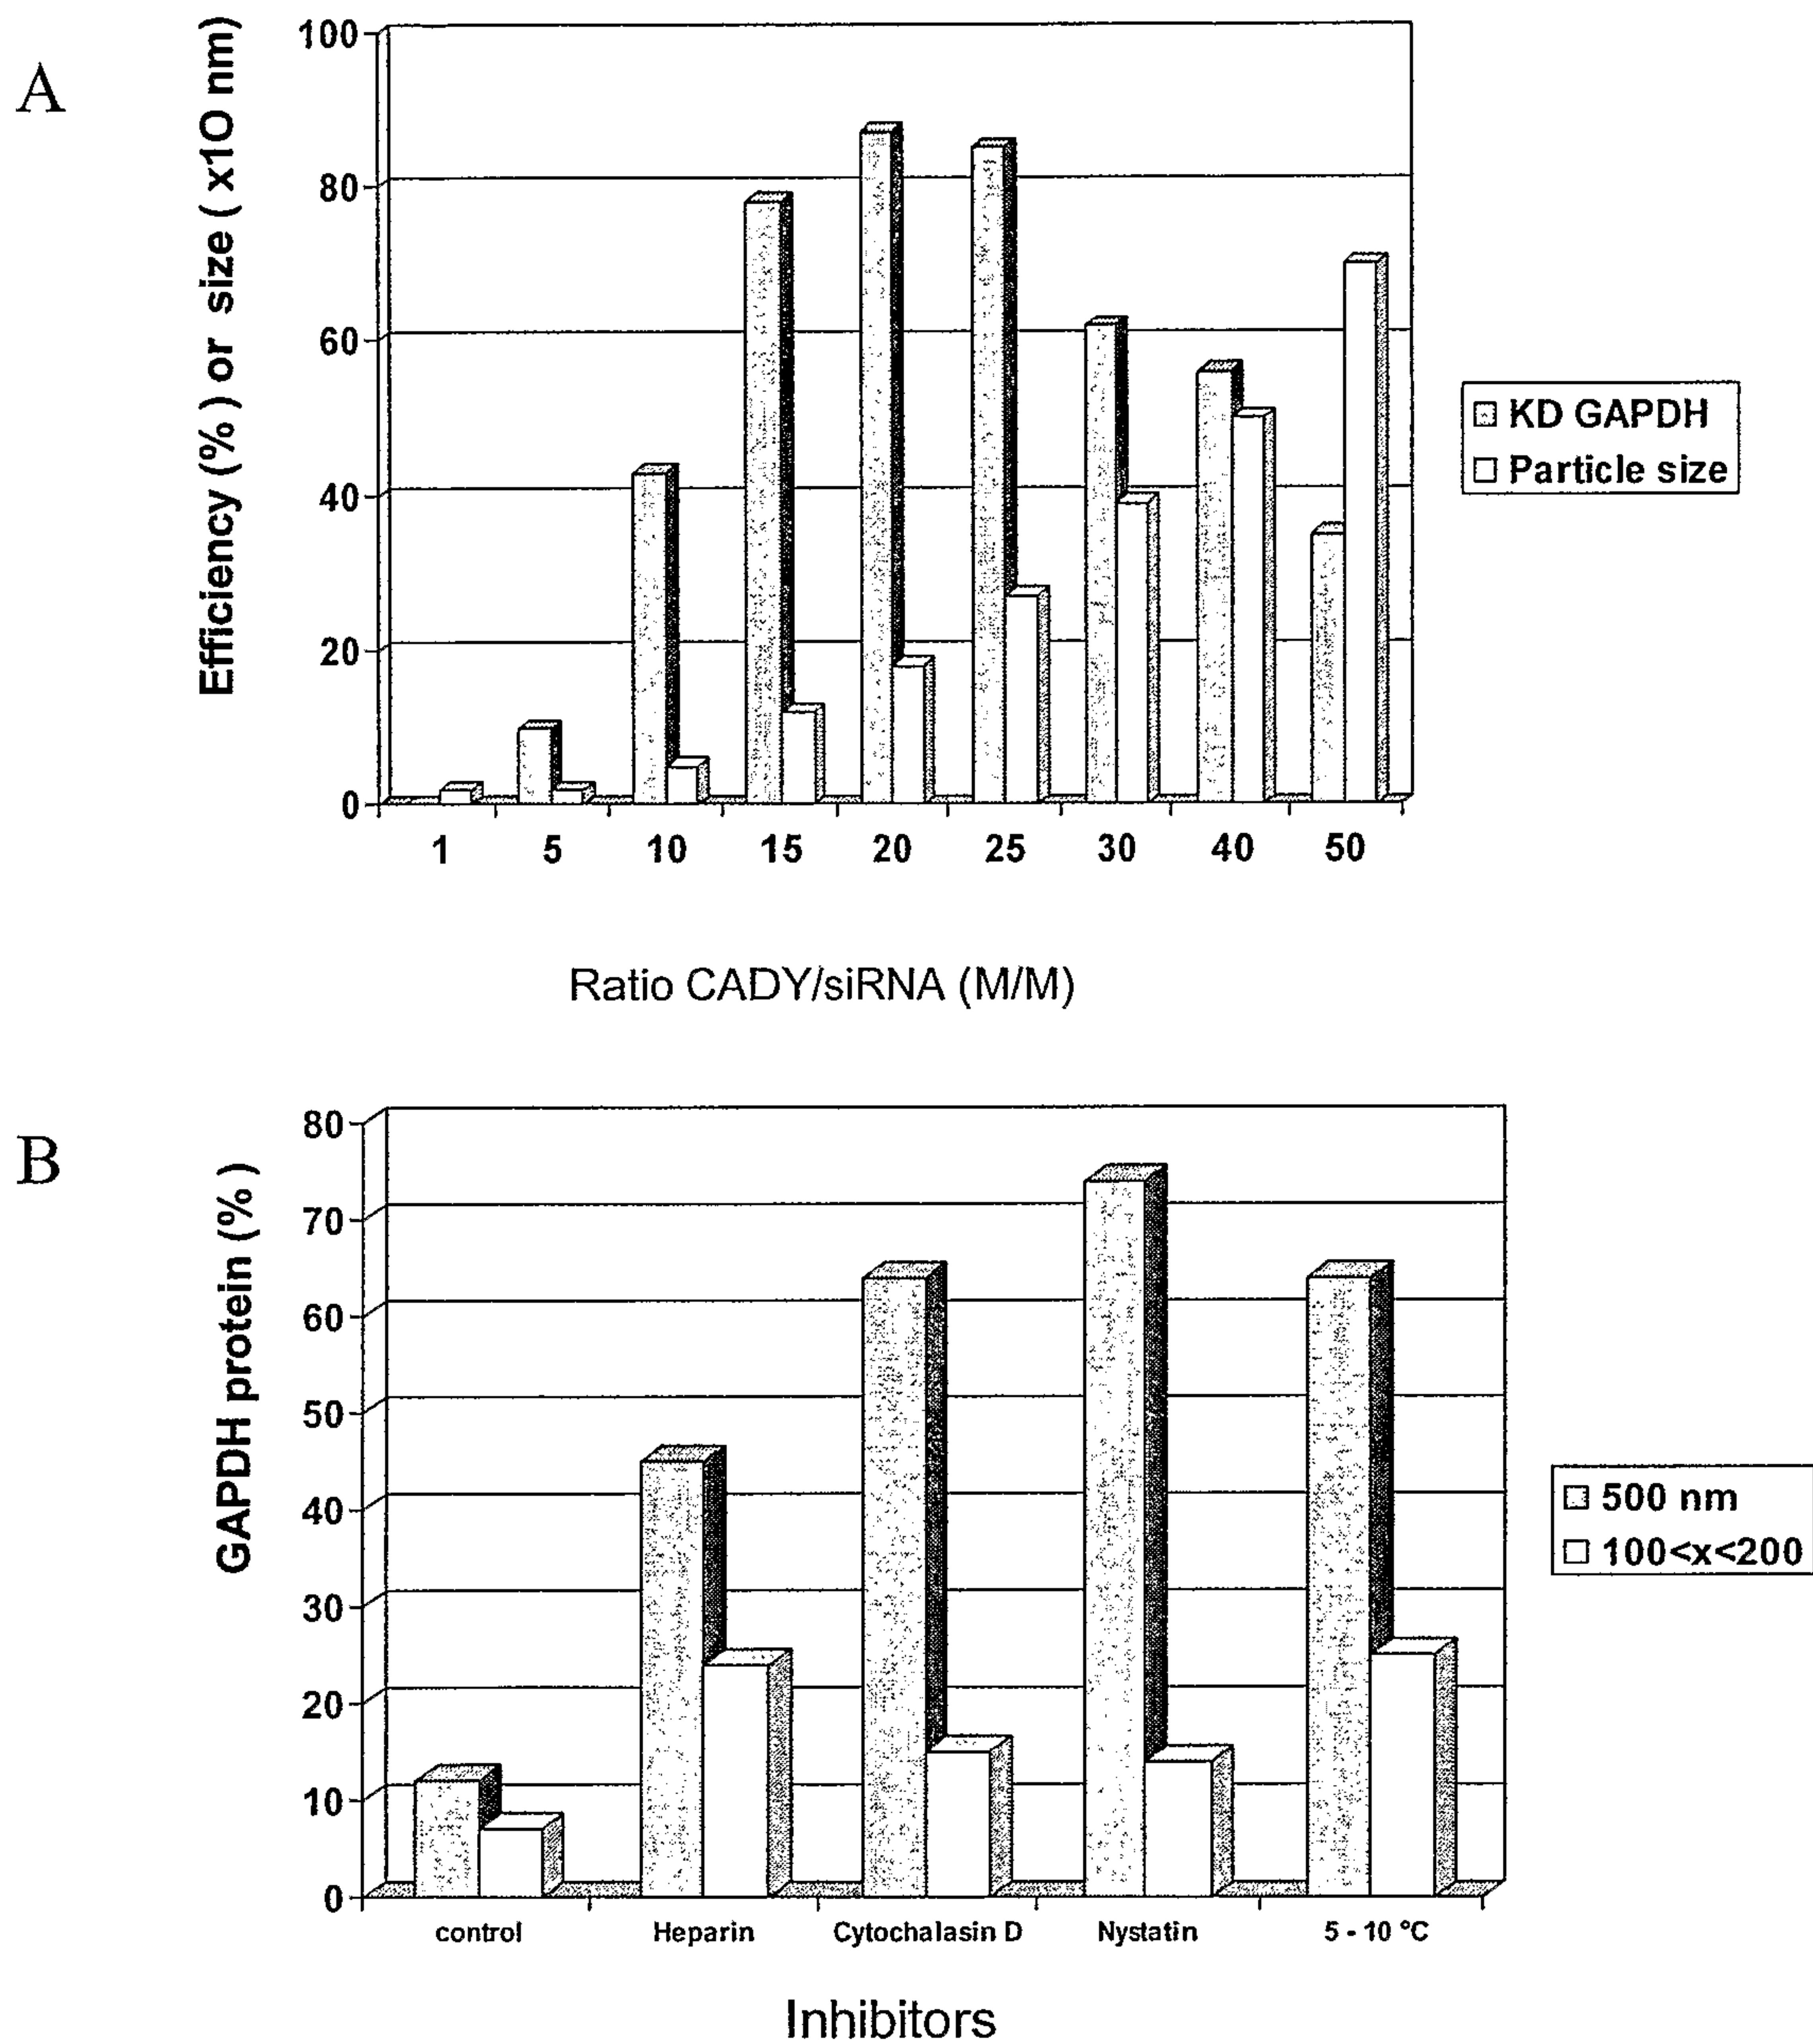 A
Efficiency (%) or size ( x1O nm)
100
80
60
40
20
0
1 5 10 15 20 25 30 40 50
KD GAPDH
Particle size
Ratio CADY/siRNA (M/M)
B
GAPDH protein (% )
80
70
60
50
40
30
20
10
0
control Heparin Cytochalasin D Nystatin 5 - 10 °C
500 nm
100<x<200
Inhibitors